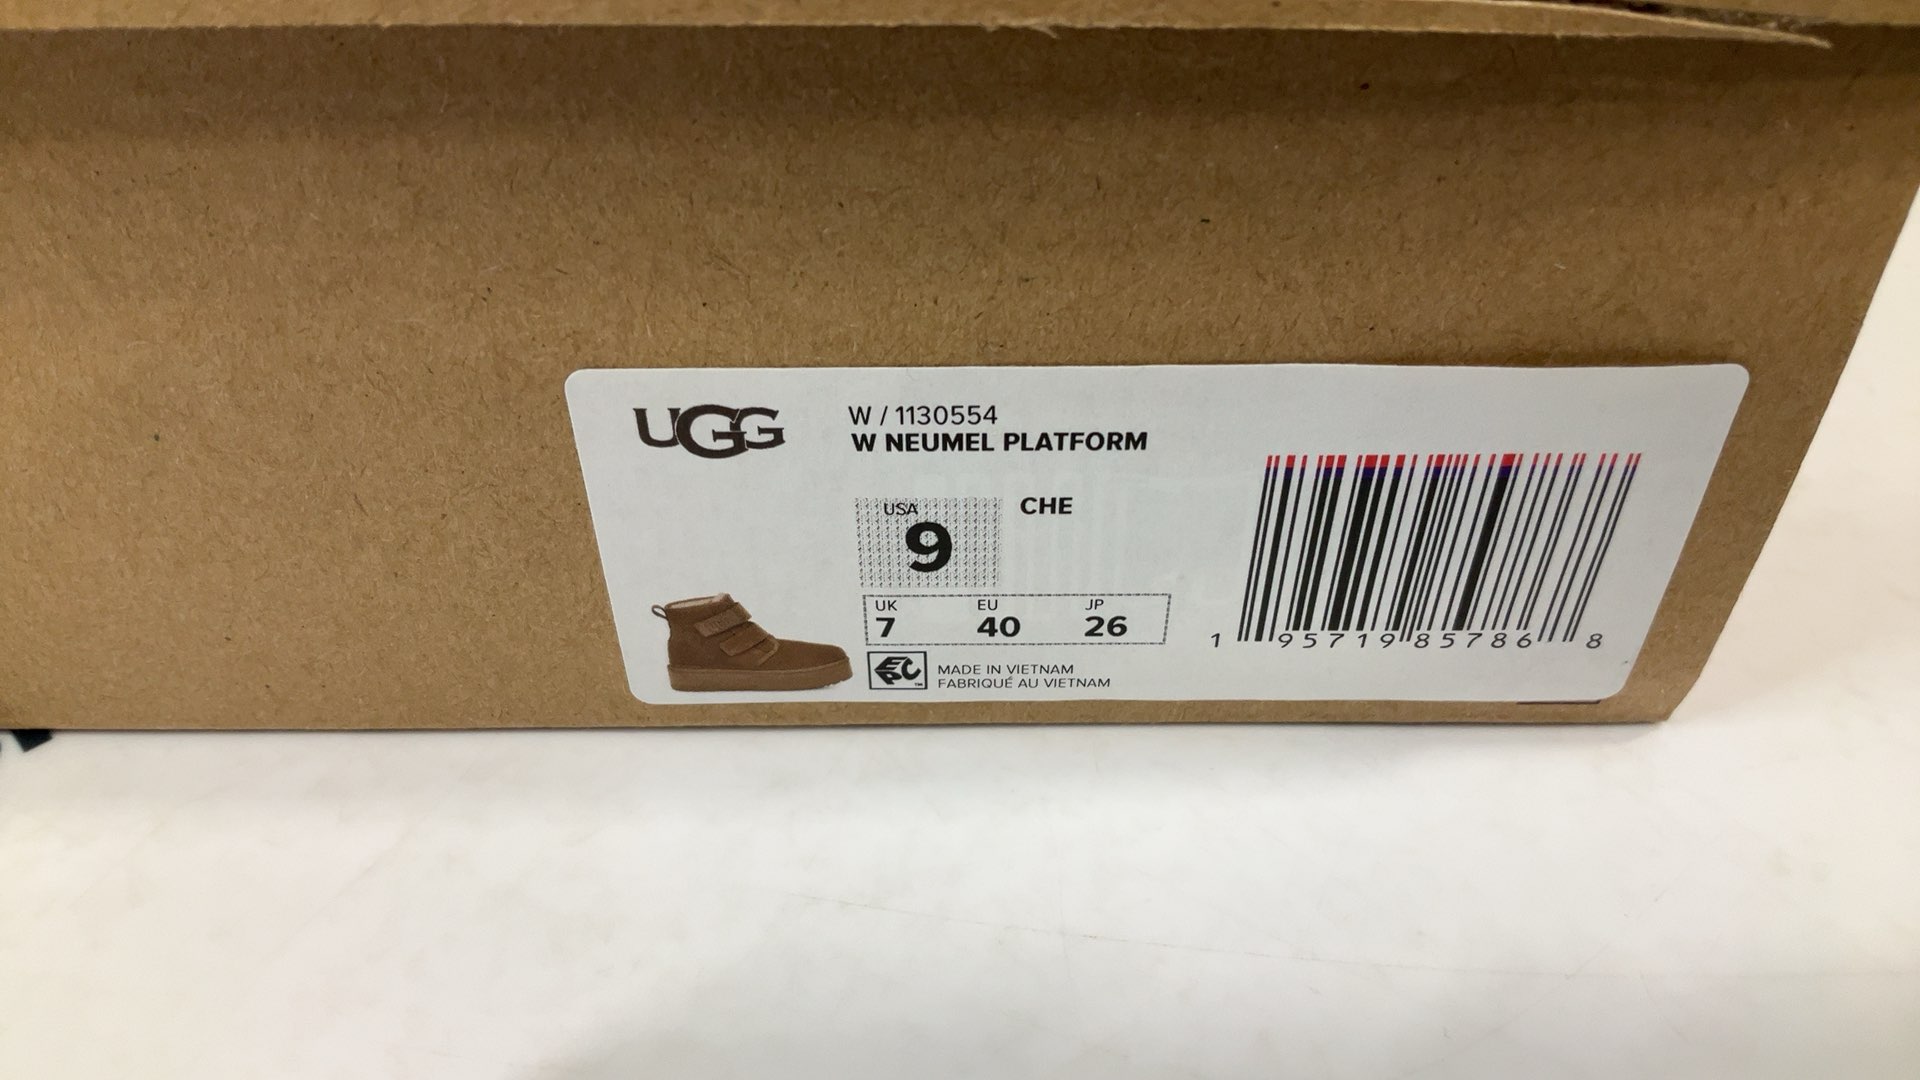 UGG
W / 1130554
W NEUMEL PLATFORM
USA
9
CHE
UK EU JP
7 40 26
EPC™
MADE IN VIETNAM
FABRIQUÉ AU VIETNAM
1 95719 85786 8